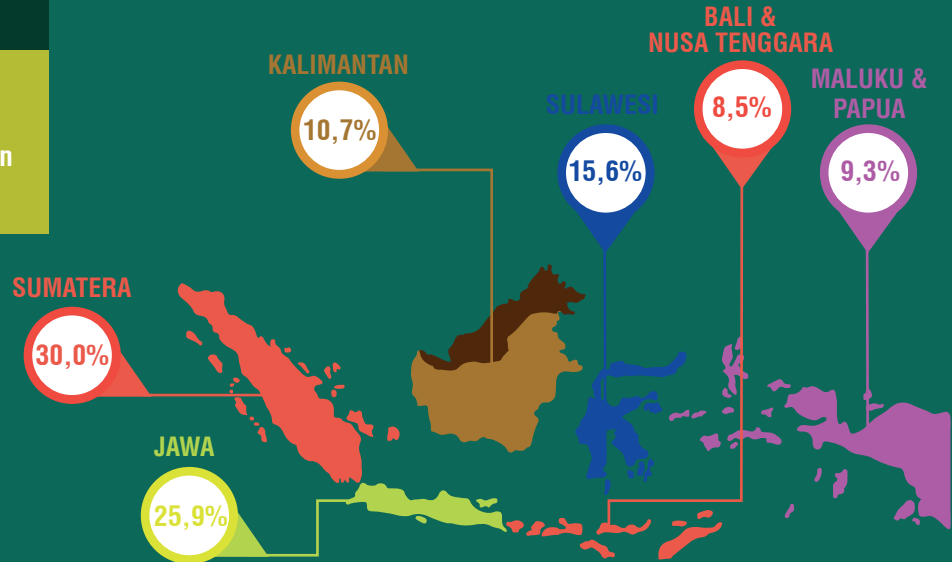 n
KALIMANTAN
10,7%
SULAWESI
15,6%
BALI &
NUSA TENGGARA
8,5%
MALUKU &
PAPUA
9,3%
SUMATERA
30,0%
JAWA
25,9%